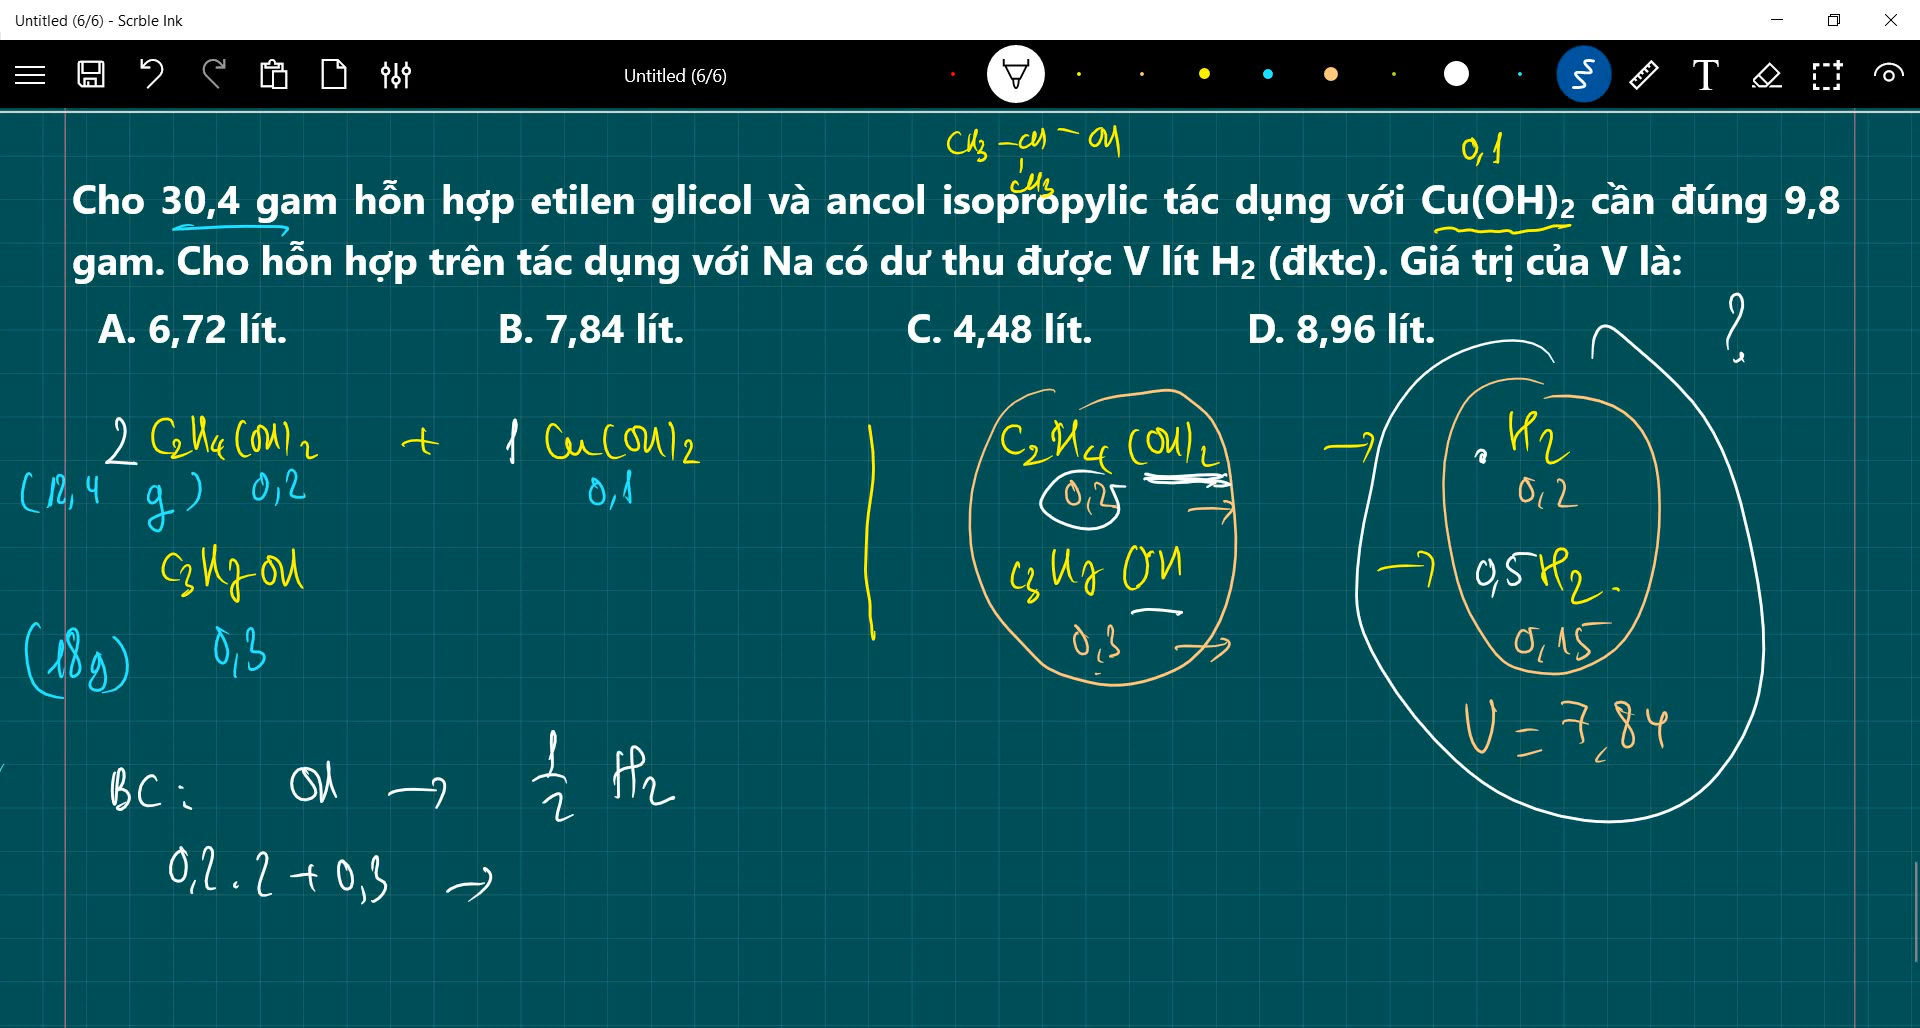 Untitled (6/6) - Scrble Ink
Untitled (6/6)
T
CH3 – CH – OH
CH3
0,1
Cho 30,4 gam hỗn hợp etilen glicol và ancol isopropylic tác dụng với Cu(OH)₂ cần đúng 9,8
gam. Cho hỗn hợp trên tác dụng với Na có dư thu được V lít H₂ (đktc). Giá trị của V là:
A. 6,72 lít. B. 7,84 lít. C. 4,48 lít. D. 8,96 lít.
?
2 C2H4(OH)2 + 1 Cu(OH)2
(12,4 g) 0,2 0,1
C3H7OH
(18g) 0,3
C2H4(OH)2 → H2
0,2 → 0,2
C3H7OH → 0,5H2
0,3 → 0,15
V = 7,84
BC: OH → 1/2 H2
0,2.2 + 0,3 →